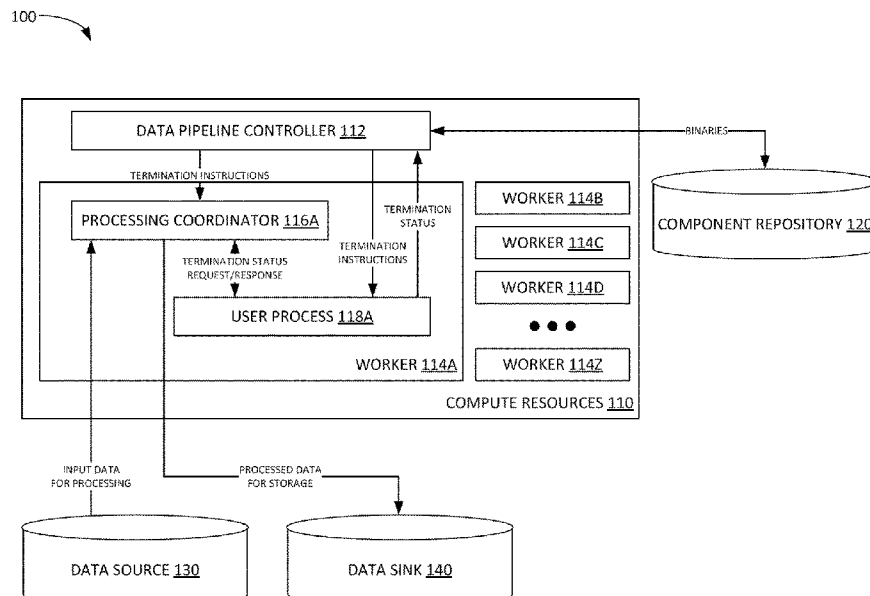 100
DATA PIPELINE CONTROLLER 112
BINARIES
TERMINATION INSTRUCTIONS
PROCESSING COORDINATOR 116A
TERMINATION
STATUS
WORKER 114B
COMPONENT REPOSITORY 120
WORKER 114C
TERMINATION STATUS
REQUEST/RESPONSE
TERMINATION
INSTRUCTIONS
WORKER 114D
USER PROCESS 118A
WORKER 114A
WORKER 114Z
COMPUTE RESOURCES 110
INPUT DATA
FOR PROCESSING
PROCESSED DATA
FOR STORAGE
DATA SOURCE 130
DATA SINK 140